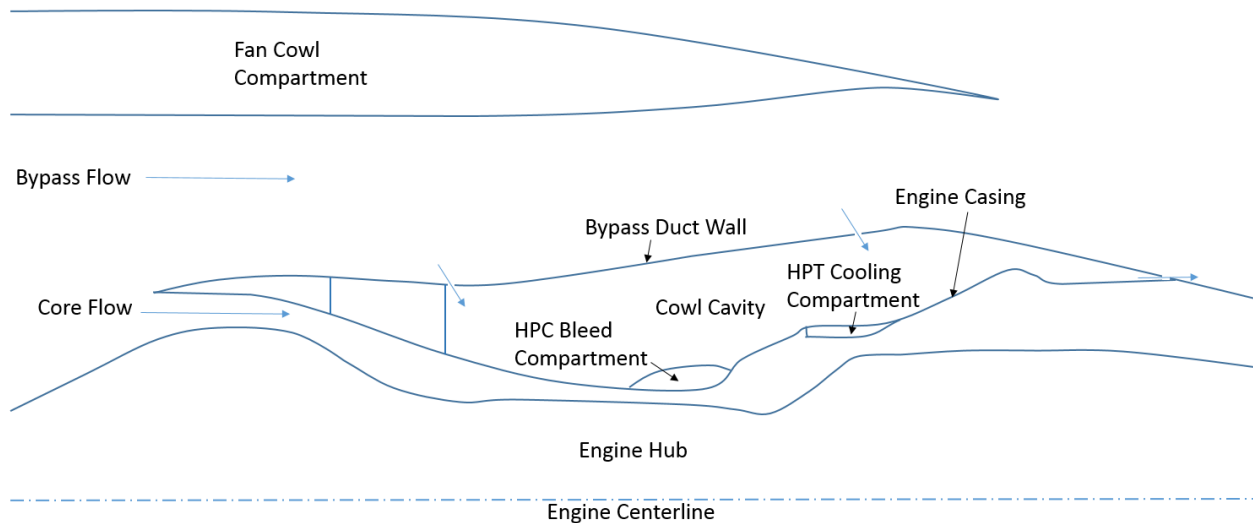 Fan Cowl
Compartment
Bypass Flow
Engine Casing
Bypass Duct Wall
HPT Cooling
Compartment
Core Flow
Cowl Cavity
HPC Bleed
Compartment
Engine Hub
Engine Centerline